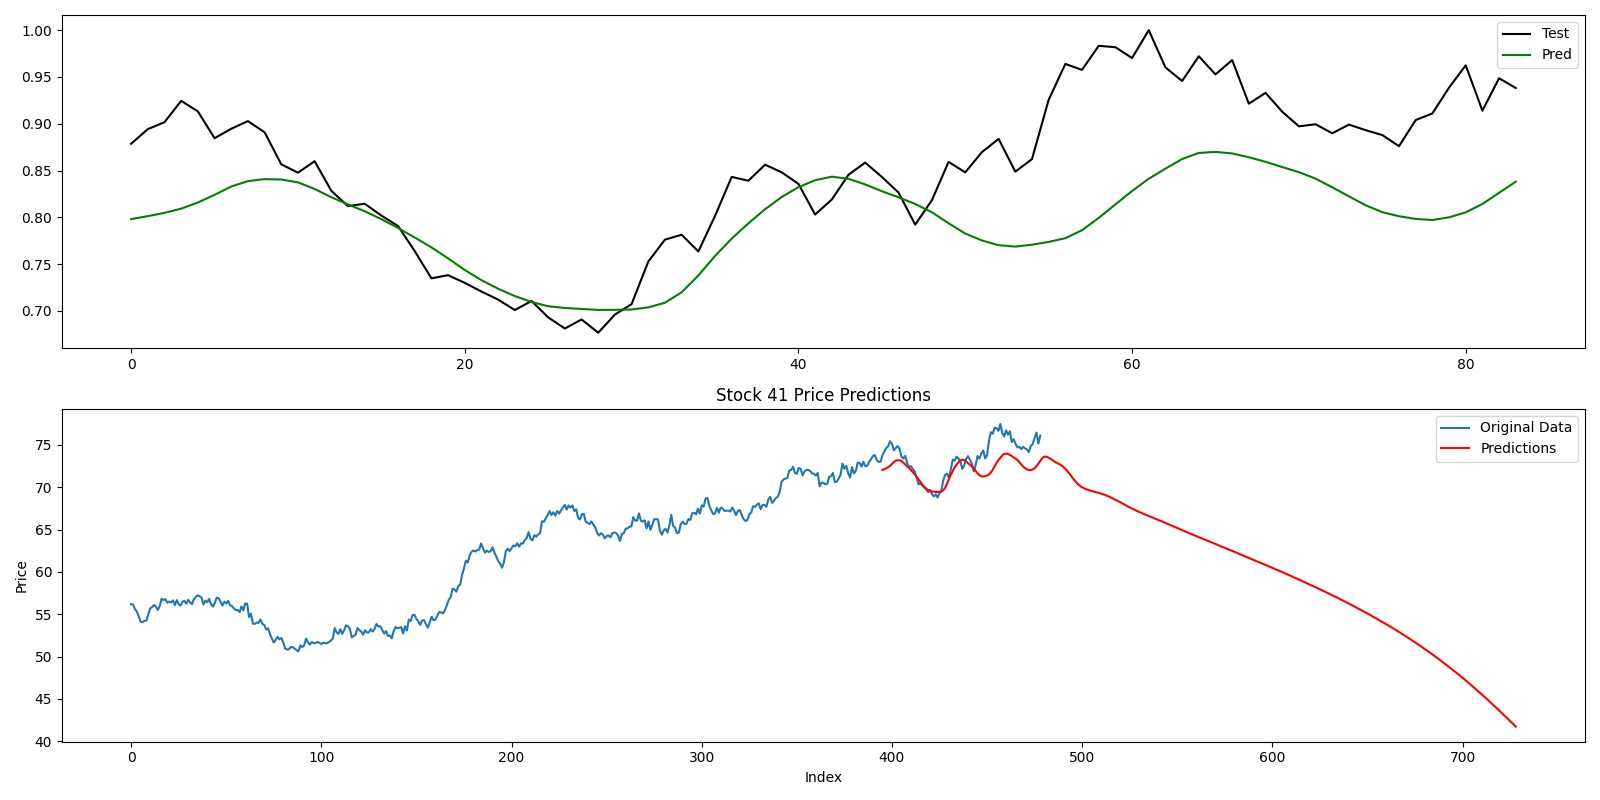 1.00
0.95
0.90
0.85
0.80
0.75
0.70
0 20 40 60 80
Test
Pred
Stock 41 Price Predictions
75
70
65
60
55
50
45
40
Price
0 100 200 300 400 500 600 700
Index
Original Data
Predictions